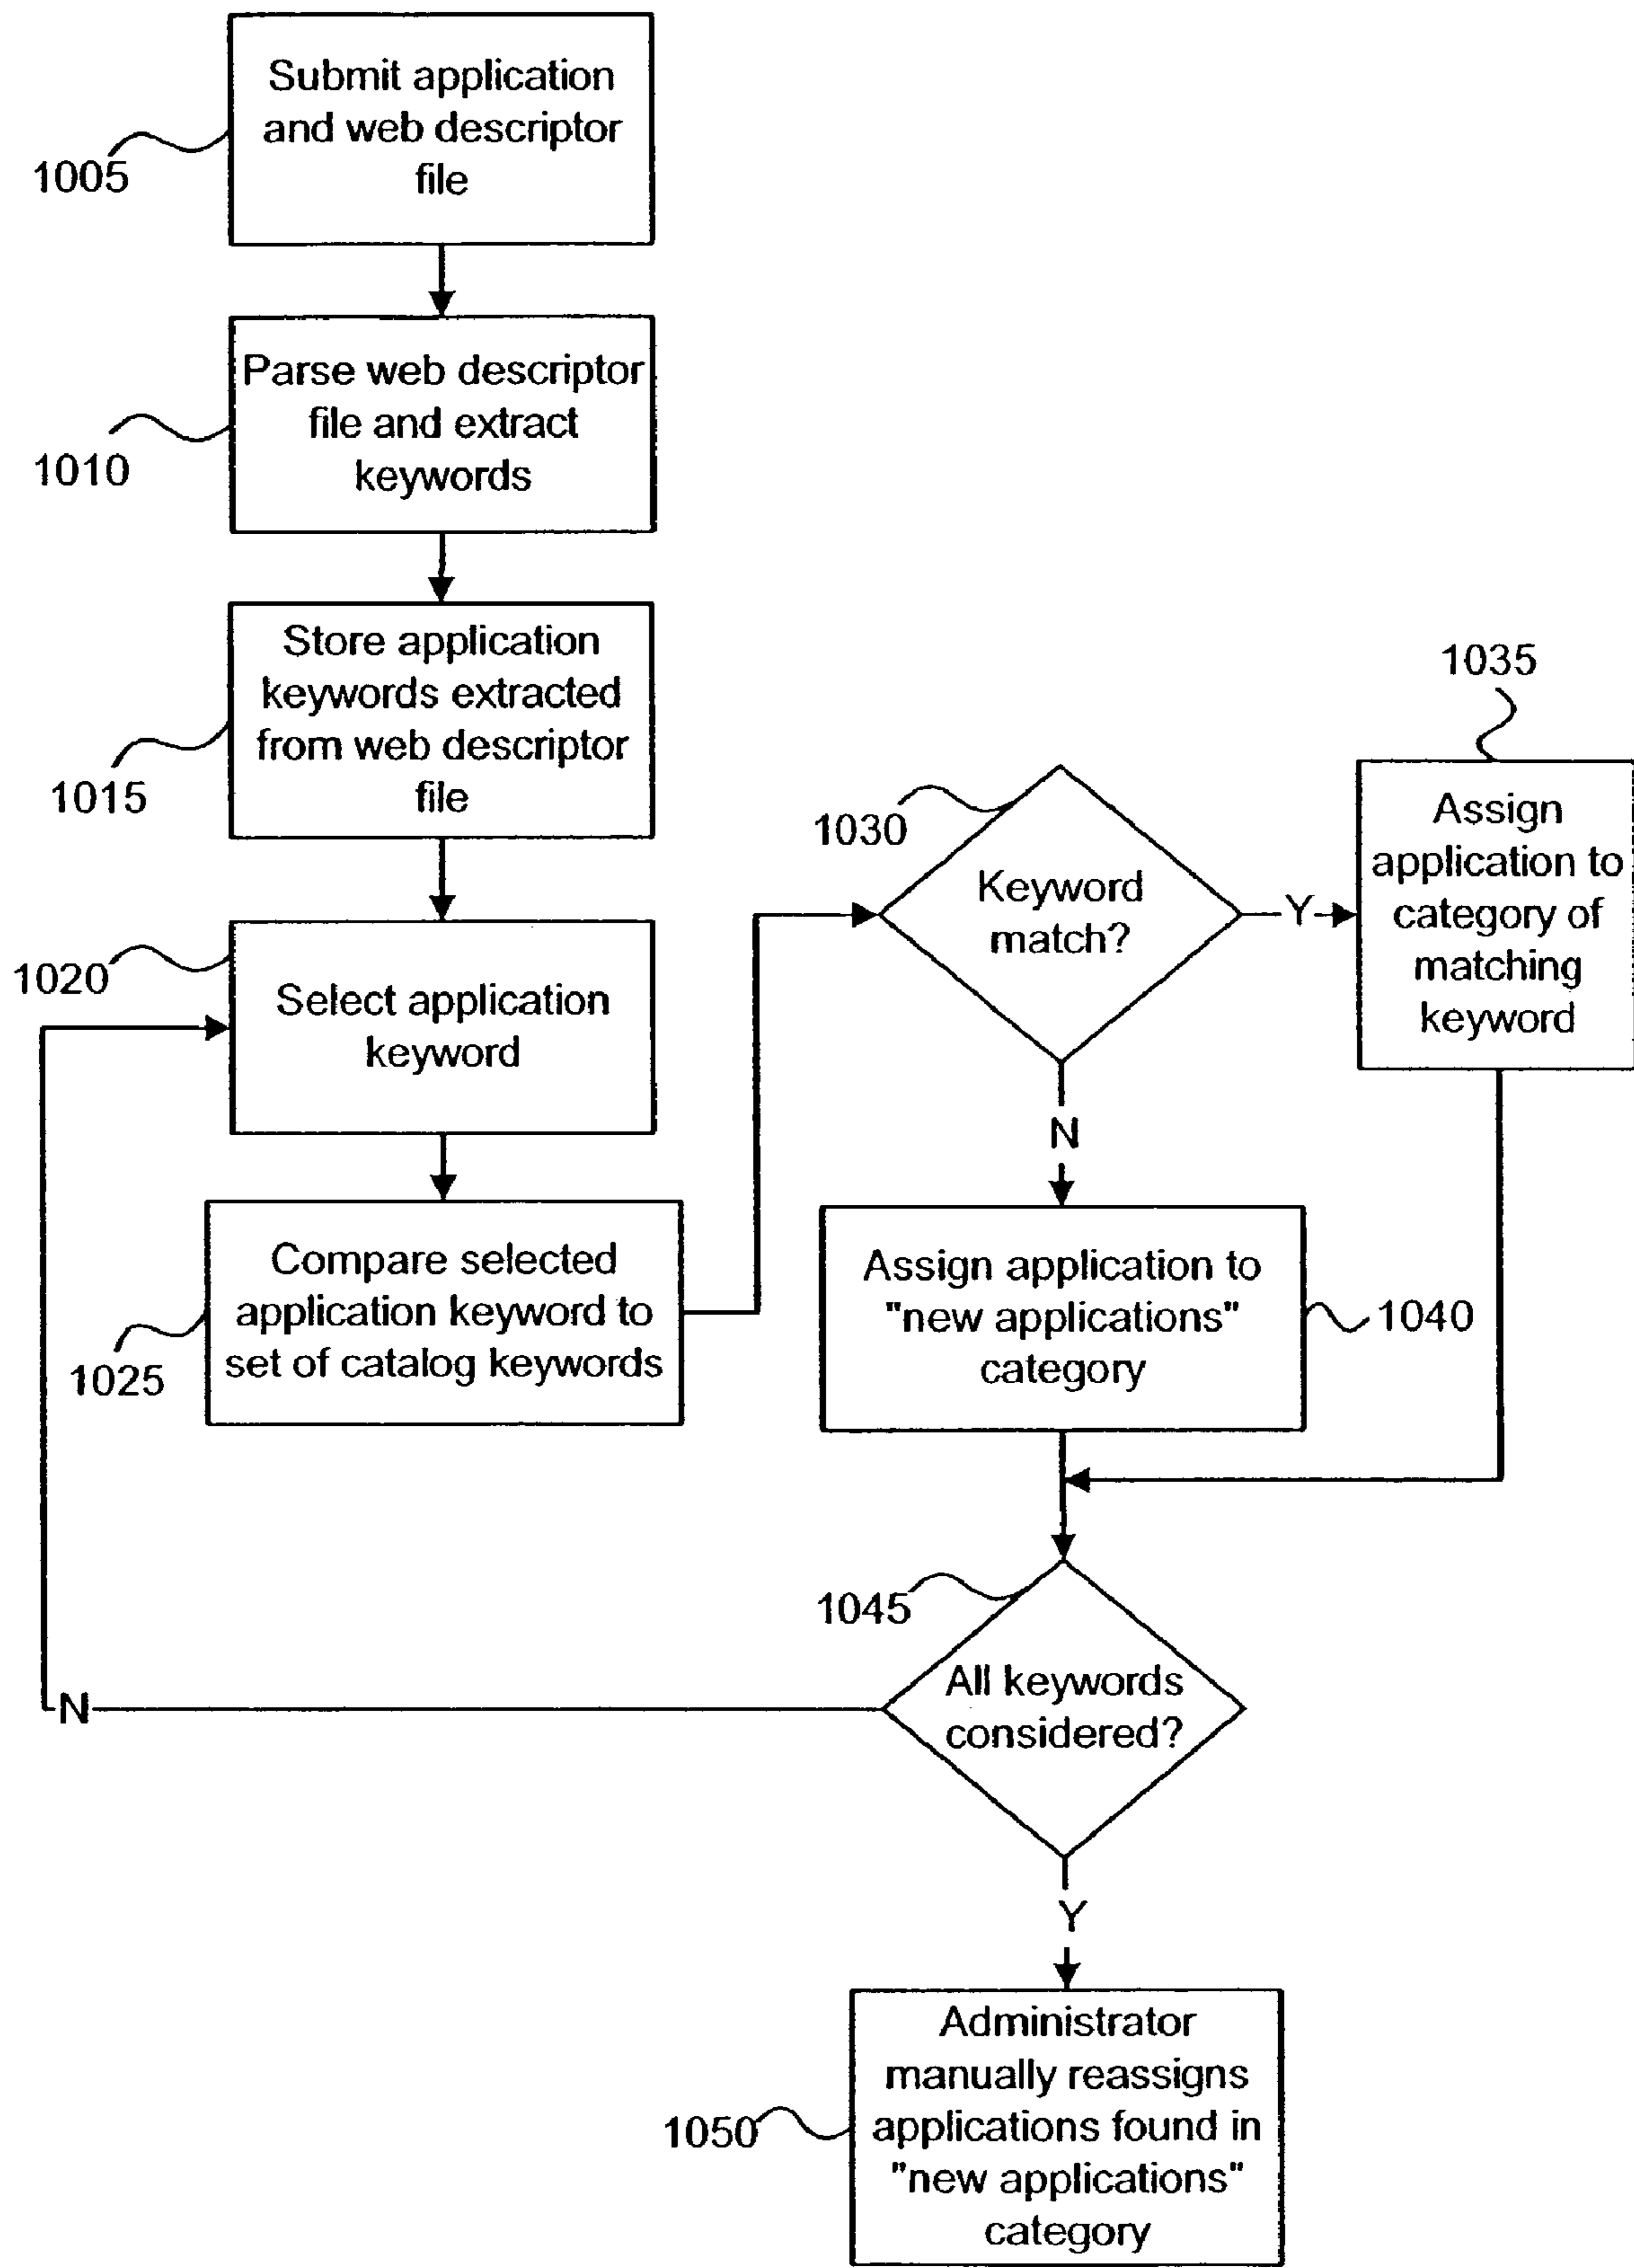 Submit application
and web descriptor
file
1005
Parse web descriptor
file and extract
keywords
1010
Store application
keywords extracted
from web descriptor
file
1015
1020
Select application
keyword
Compare selected
application keyword to
set of catalog keywords
1025
1030
Keyword
match?
Y
1035
Assign
application to
category of
matching
keyword
N
Assign application to
"new applications"
category
1040
1045
All keywords
considered?
N
Y
Administrator
manually reassigns
applications found in
"new applications"
category
1050